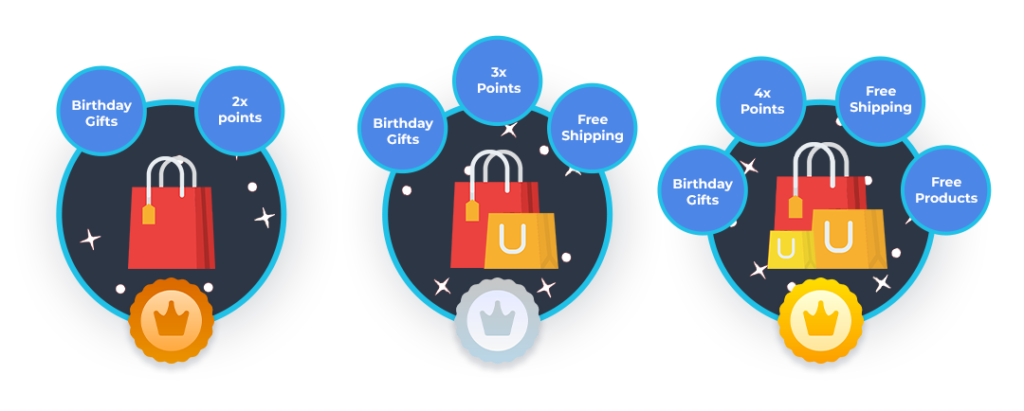 Birthday
Gifts
2x
points
Birthday
Gifts
3x
Points
Free
Shipping
Birthday
Gifts
4x
Points
Free
Shipping
Free
Products